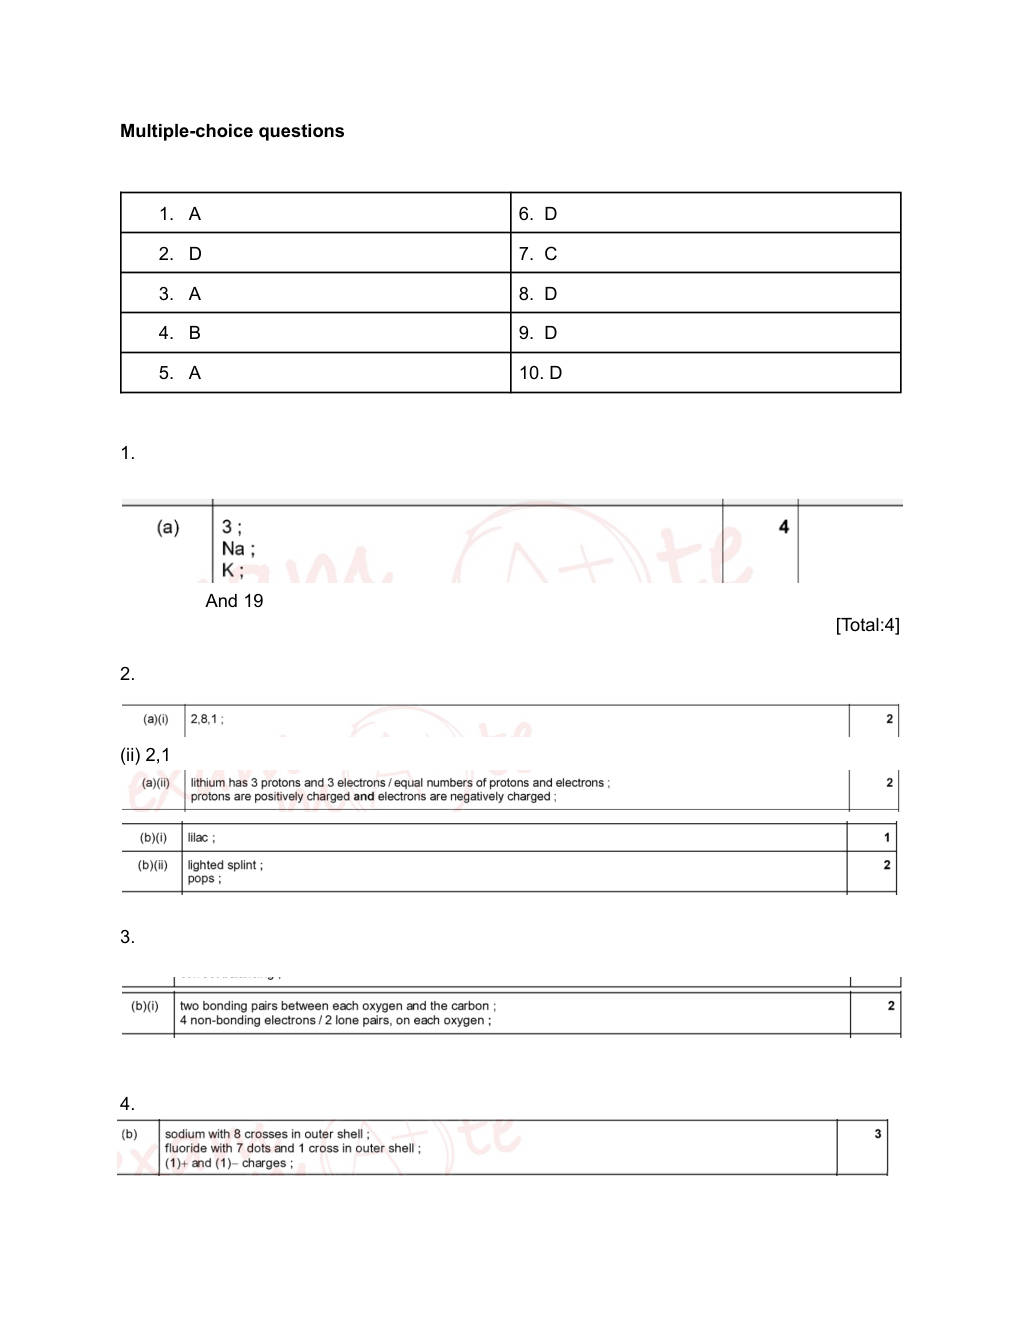 Multiple-choice questions
1. A
6. D
2. D
7. C
3. A
8. D
4. B
9. D
5. A
10. D
1.
(a) 3 ; 4
Na ;
K ;
And 19
[Total:4]
2.
(a)(i) 2,8,1 ; 2
(ii) 2,1
(a)(ii) lithium has 3 protons and 3 electrons / equal numbers of protons and electrons ; 2
protons are positively charged and electrons are negatively charged ;
(b)(i) lilac ; 1
(b)(ii) lighted splint ; 2
pops ;
3.
(b)(i) two bonding pairs between each oxygen and the carbon ; 2
4 non-bonding electrons / 2 lone pairs, on each oxygen ;
4.
(b) sodium with 8 crosses in outer shell ; 3
fluoride with 7 dots and 1 cross in outer shell ;
(1)+ and (1)– charges ;